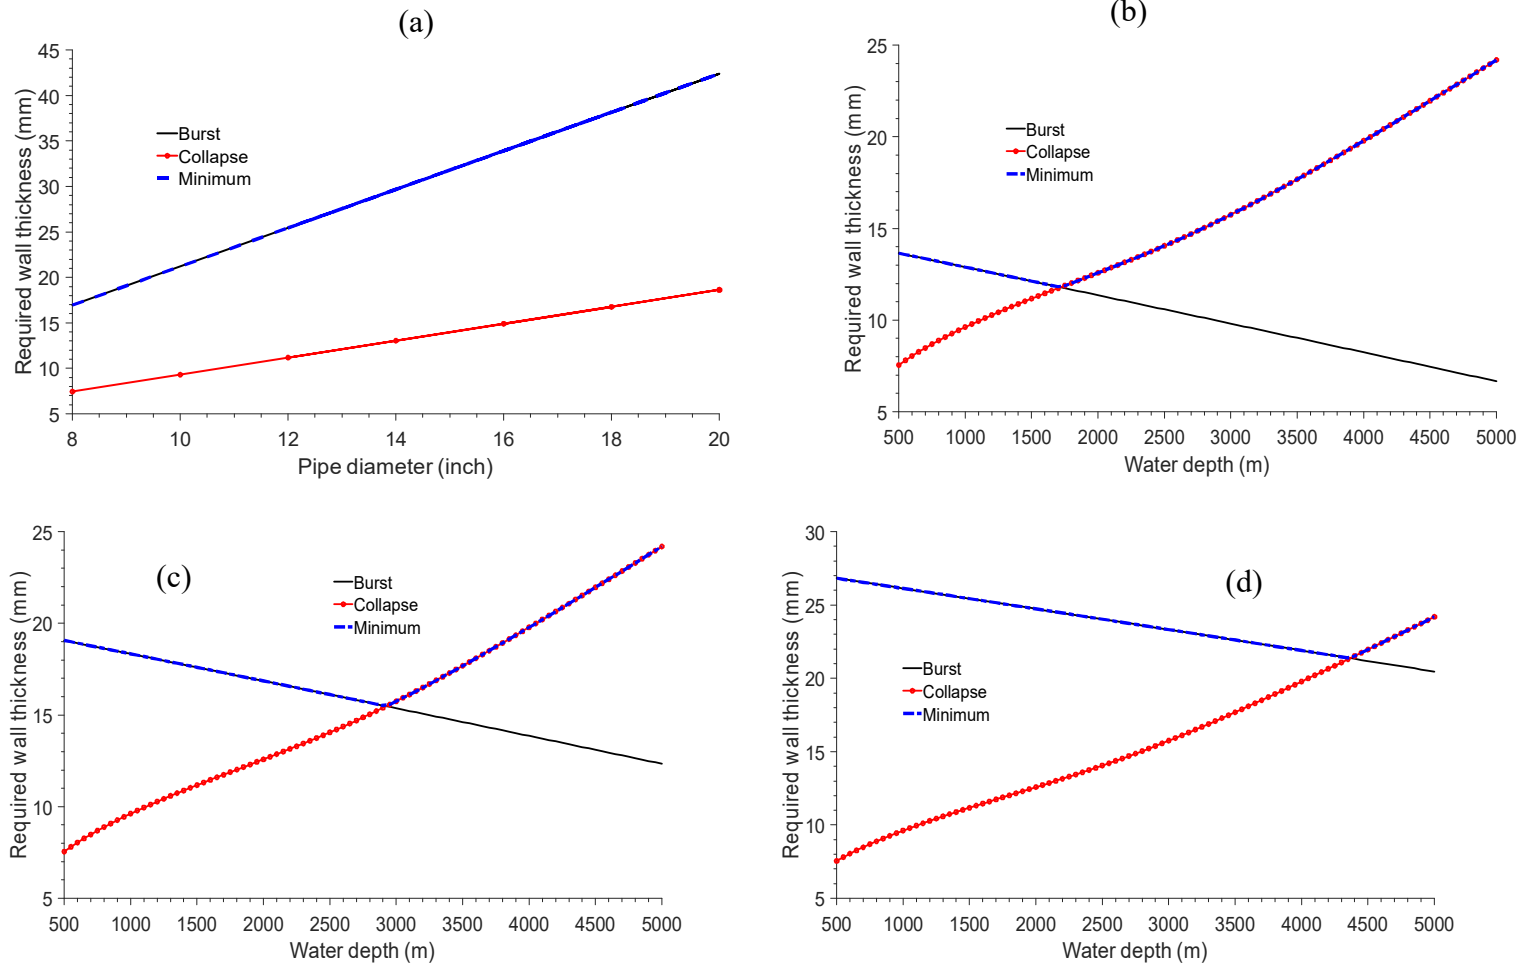 (a)
45
40
35
30
25
20
15
10
5
Required wall thickness (mm)
Burst
Collapse
Minimum
8 10 12 14 16 18 20
Pipe diameter (inch)
(b)
25
20
15
10
5
Required wall thickness (mm)
Burst
Collapse
Minimum
500 1000 1500 2000 2500 3000 3500 4000 4500 5000
Water depth (m)
(c)
25
20
15
10
5
Required wall thickness (mm)
Burst
Collapse
Minimum
500 1000 1500 2000 2500 3000 3500 4000 4500 5000
Water depth (m)
(d)
30
25
20
15
10
5
Required wall thickness (mm)
Burst
Collapse
Minimum
500 1000 1500 2000 2500 3000 3500 4000 4500 5000
Water depth (m)